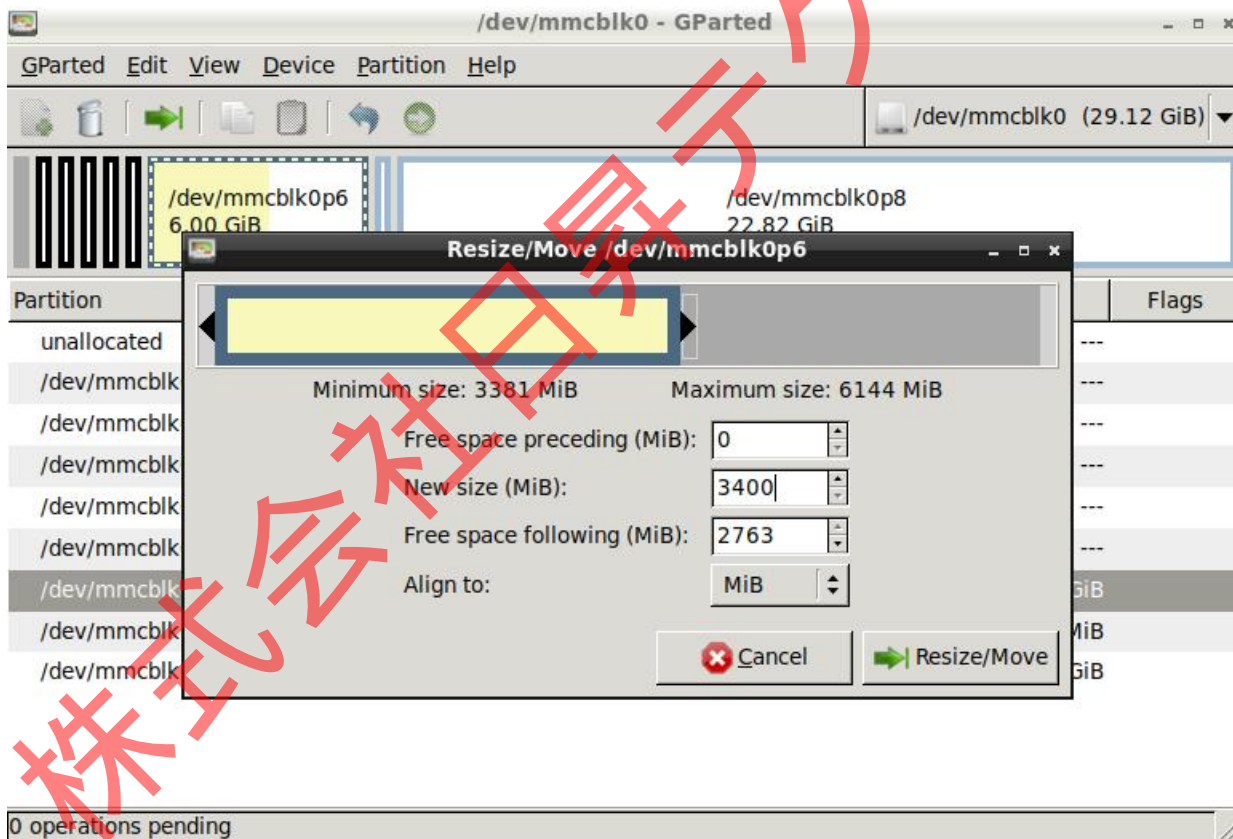 /dev/mmcblk0 - GParted
GParted Edit View Device Partition Help
/dev/mmcblk0 (29.12 GiB)
/dev/mmcblk0p6
6.00 GiB
/dev/mmcblk0p8
22.82 GiB
Resize/Move /dev/mmcblk0p6
Minimum size: 3381 MiB Maximum size: 6144 MiB
Free space preceding (MiB): 0
New size (MiB): 3400
Free space following (MiB): 2763
Align to: MiB
Cancel Resize/Move
Partition Flags
unallocated ---
/dev/mmcblk ---
/dev/mmcblk ---
/dev/mmcblk ---
/dev/mmcblk ---
/dev/mmcblk ---
/dev/mmcblk GiB
/dev/mmcblk MiB
/dev/mmcblk GiB
0 operations pending
株式会社日昇テク